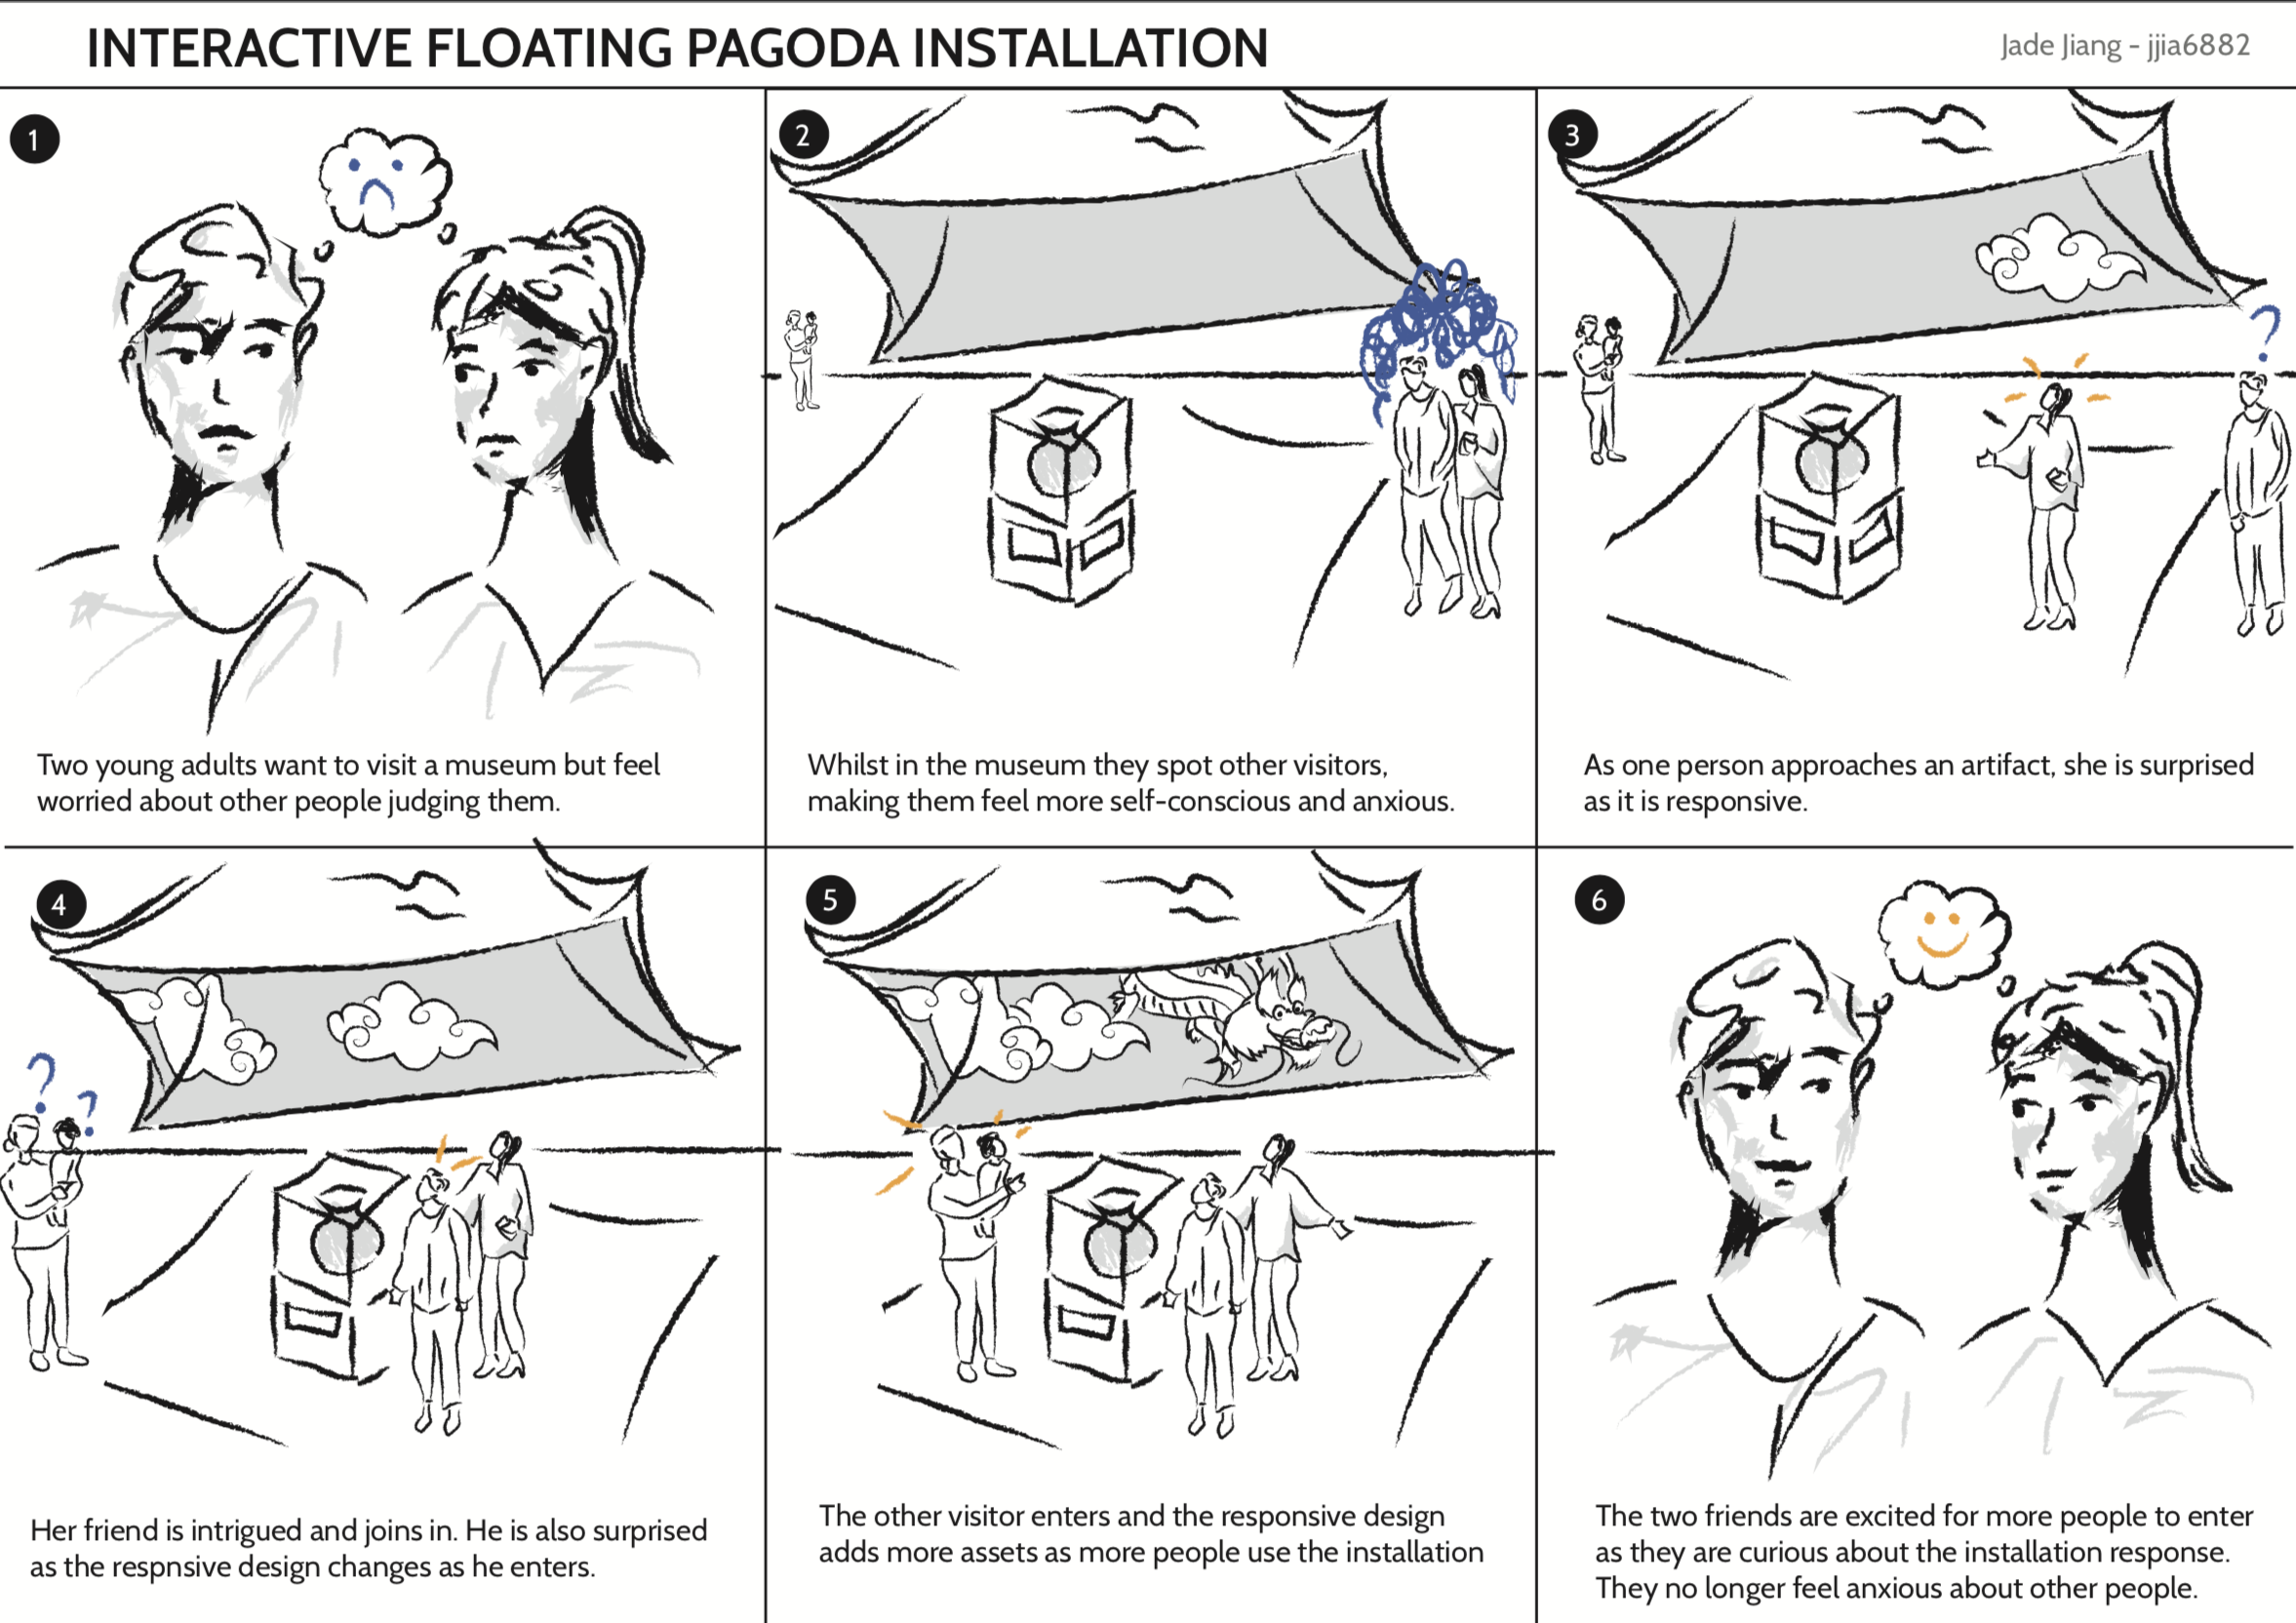 INTERACTIVE FLOATING PAGODA INSTALLATION
Jade Jiang - jjia6882
1
?
Two young adults want to visit a museum but feel
worried about other people judging them.
2
Whilst in the museum they spot other visitors,
making them feel more self-conscious and anxious.
3
As one person approaches an artifact, she is surprised
as it is responsive.
4
? ?
Her friend is intrigued and joins in. He is also surprised
as the respnsive design changes as he enters.
5
The other visitor enters and the responsive design
adds more assets as more people use the installation
6
The two friends are excited for more people to enter
as they are curious about the installation response.
They no longer feel anxious about other people.